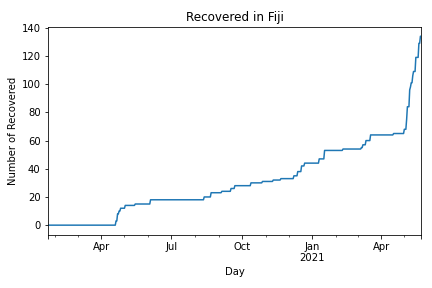 Recovered in Fiji
140
120
100
80
60
40
20
0
Number of Recovered
Apr
Jul
Oct
Jan
2021
Apr
Day